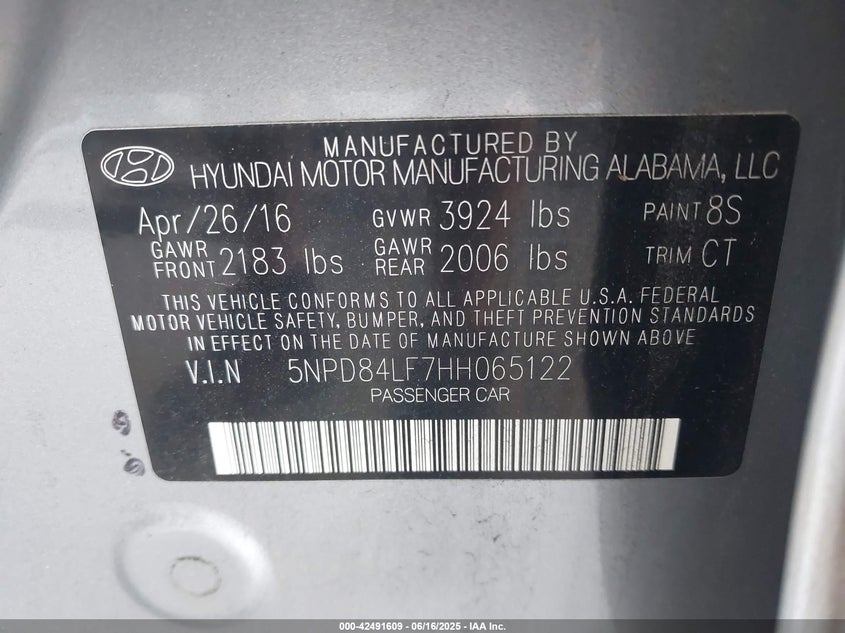 MANUFACTURED BY
HYUNDAI MOTOR MANUFACTURING ALABAMA, LLC
Apr/26/16 GVWR 3924 lbs PAINT 8S
GAWR FRONT 2183 lbs GAWR REAR 2006 lbs TRIM CT
THIS VEHICLE CONFORMS TO ALL APPLICABLE U.S.A. FEDERAL
MOTOR VEHICLE SAFETY, BUMPER, AND THEFT PREVENTION STANDARDS
IN EFFECT ON THE DATE OF MANUFACTURE SHOWN ABOVE
V.I.N 5NPD84LF7HH065122
PASSENGER CAR
000-42491609 - 06/16/2025 - IAA Inc.